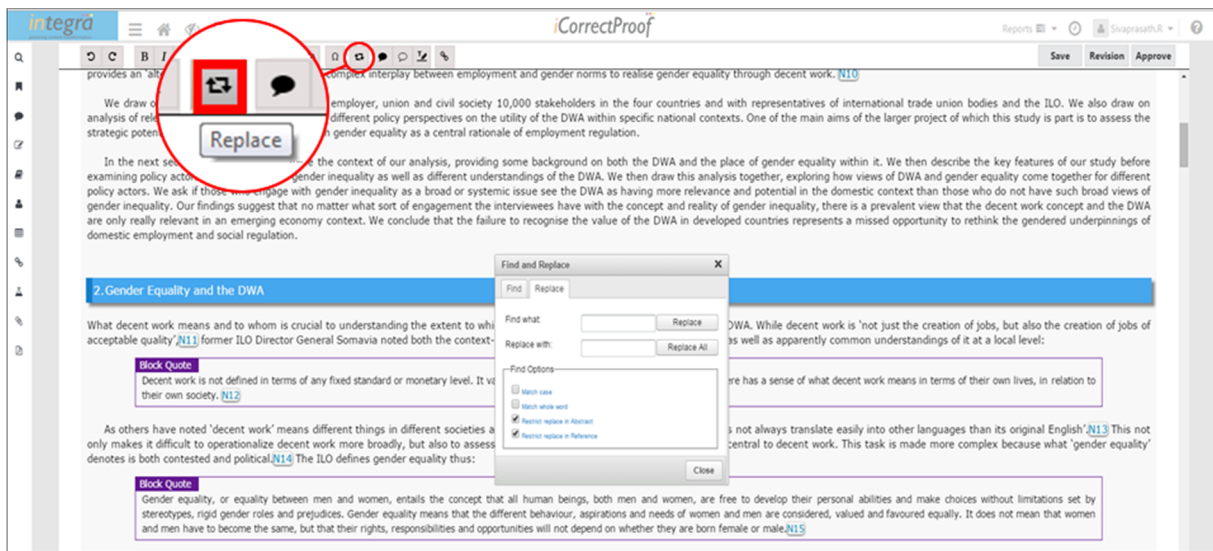 integra
iCorrectProof
Reports
Sivaprasath.R
B I
Ω
Save Revision Approve
Replace
provides an 'alte complex interplay between employment and gender norms to realise gender equality through decent work. N10
We draw o employer, union and civil society 10,000 stakeholders in the four countries and with representatives of international trade union bodies and the ILO. We also draw on
analysis of rele different policy perspectives on the utility of the DWA within specific national contexts. One of the main aims of the larger project of which this study is part is to assess the
strategic poten gender equality as a central rationale of employment regulation.
In the next se the context of our analysis, providing some background on both the DWA and the place of gender equality within it. We then describe the key features of our study before
examining policy actor gender inequality as well as different understandings of the DWA. We then draw this analysis together, exploring how views of DWA and gender equality come together for different
policy actors. We ask if those who engage with gender inequality as a broad or systemic issue see the DWA as having more relevance and potential in the domestic context than those who do not have such broad views of
gender inequality. Our findings suggest that no matter what sort of engagement the interviewees have with the concept and reality of gender inequality, there is a prevalent view that the decent work concept and the DWA
are only really relevant in an emerging economy context. We conclude that the failure to recognise the value of the DWA in developed countries represents a missed opportunity to rethink the gendered underpinnings of
domestic employment and social regulation.
2.Gender Equality and the DWA
What decent work means and to whom is crucial to understanding the extent to whi DWA. While decent work is 'not just the creation of jobs, but also the creation of jobs of
acceptable quality',N11 former ILO Director General Somavia noted both the context- as well as apparently common understandings of it at a local level:
Block Quote
Decent work is not defined in terms of any fixed standard or monetary level. It va ere has a sense of what decent work means in terms of their own lives, in relation to
their own society. N12
As others have noted 'decent work' means different things in different societies a s not always translate easily into other languages than its original English'.N13 This not
only makes it difficult to operationalize decent work more broadly, but also to assess central to decent work. This task is made more complex because what 'gender equality'
denotes is both contested and political.N14 The ILO defines gender equality thus:
Block Quote
Gender equality, or equality between men and women, entails the concept that all human beings, both men and women, are free to develop their personal abilities and make choices without limitations set by
stereotypes, rigid gender roles and prejudices. Gender equality means that the different behaviour, aspirations and needs of women and men are considered, valued and favoured equally. It does not mean that women
and men have to become the same, but that their rights, responsibilities and opportunities will not depend on whether they are born female or male.N15
Find and Replace
Find Replace
Find what: Replace
Replace with: Replace All
Find Options
Match case
Match whole word
Restrict replace in Abstract
Restrict replace in Reference
Close